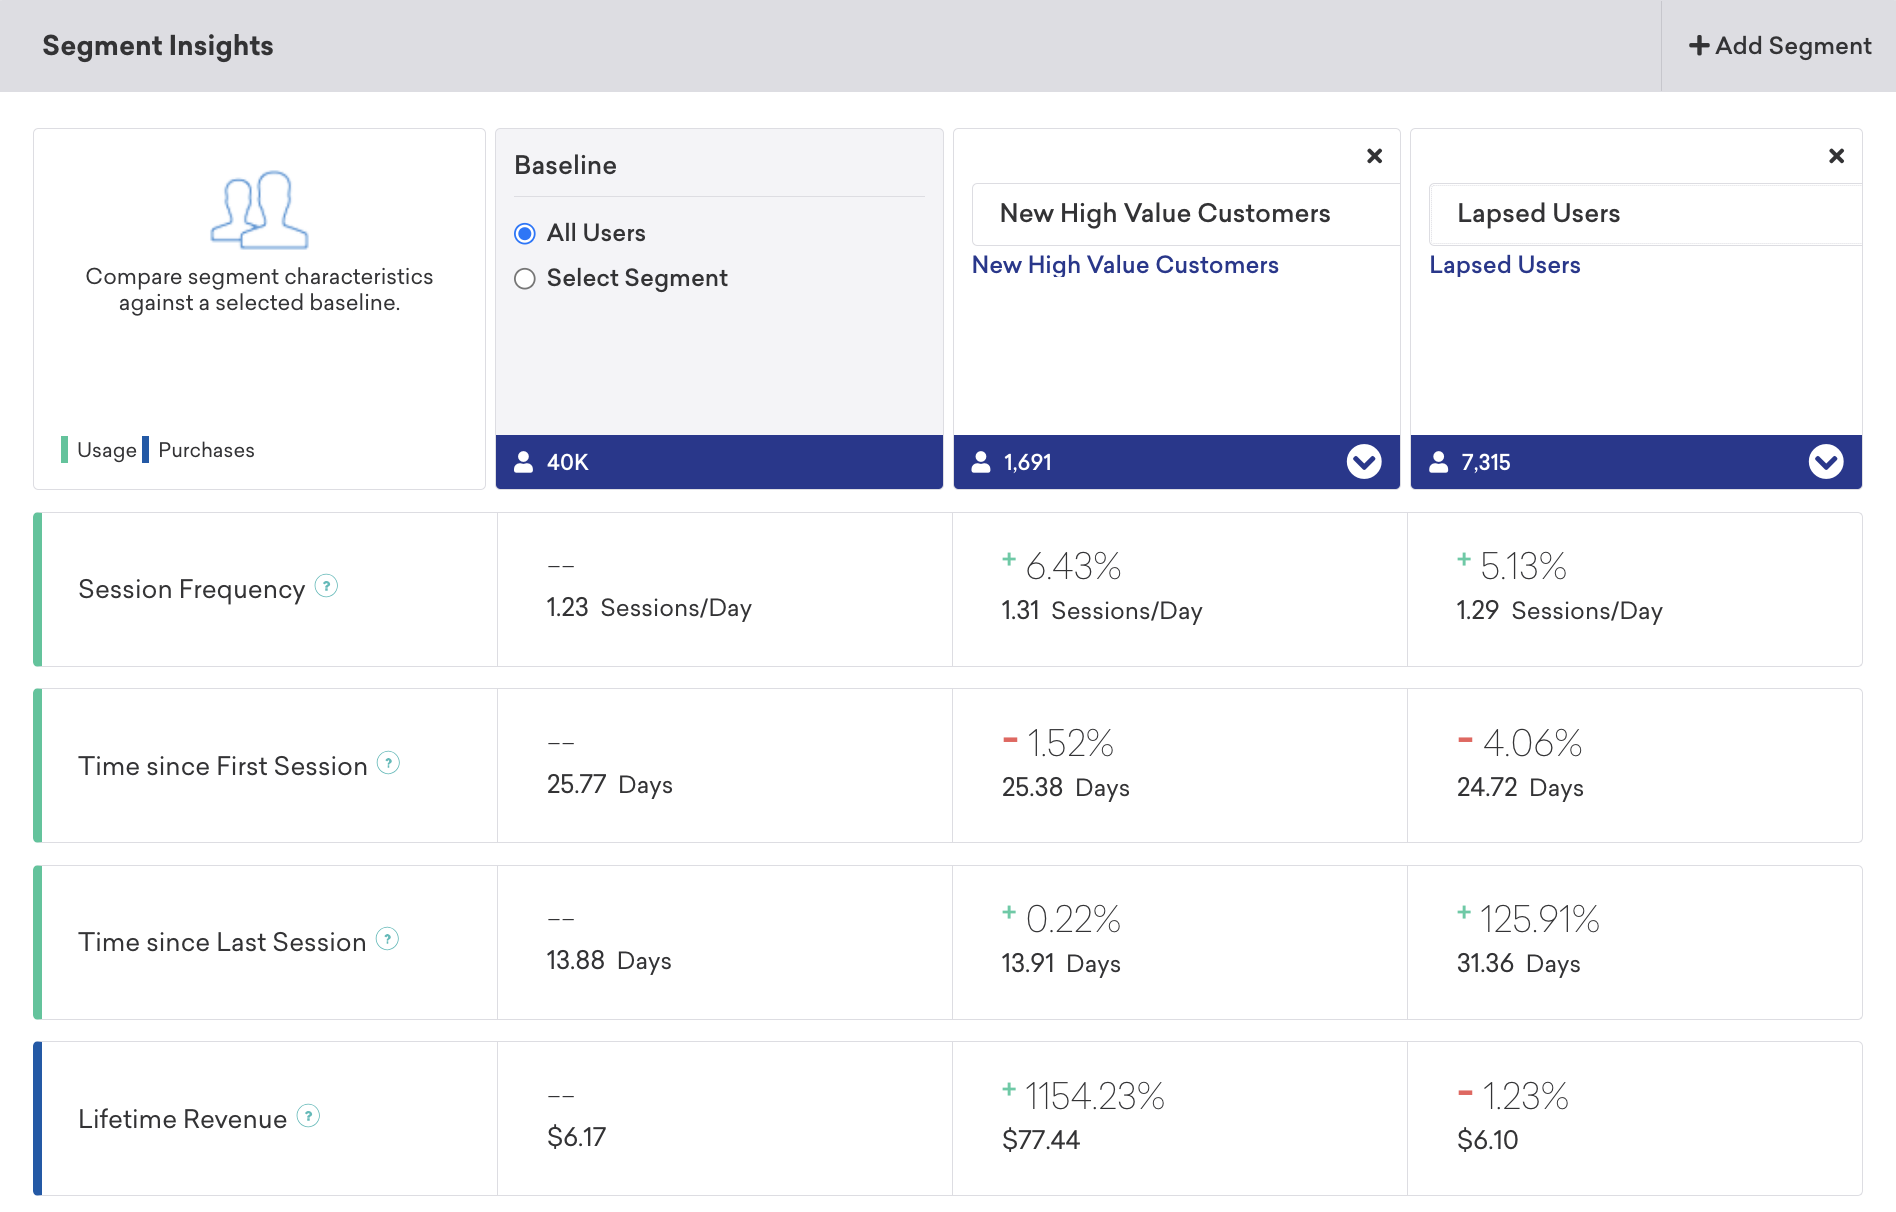 Segment Insights
+ Add Segment
Compare segment characteristics
against a selected baseline.
Usage Purchases
Baseline
All Users
Select Segment
40K
New High Value Customers
New High Value Customers
1,691
Lapsed Users
Lapsed Users
7,315
Session Frequency ?
--
1.23 Sessions/Day
+ 6.43%
1.31 Sessions/Day
+ 5.13%
1.29 Sessions/Day
Time since First Session ?
--
25.77 Days
- 1.52%
25.38 Days
- 4.06%
24.72 Days
Time since Last Session ?
--
13.88 Days
+ 0.22%
13.91 Days
+ 125.91%
31.36 Days
Lifetime Revenue ?
--
$6.17
+ 1154.23%
$77.44
- 1.23%
$6.10